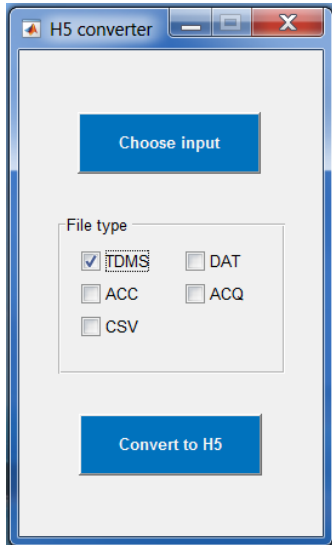 H5 converter
Choose input
File type
TDMS DAT
ACC ACQ
CSV
Convert to H5